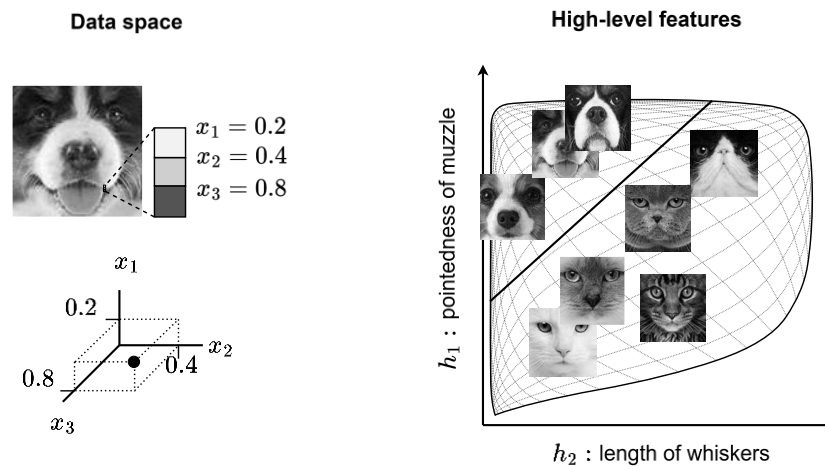 Data space
x₁ = 0.2
x₂ = 0.4
x₃ = 0.8
x₁
0.2
x₂
0.4
0.8
x₃
High-level features
h₁ : pointedness of muzzle
h₂ : length of whiskers